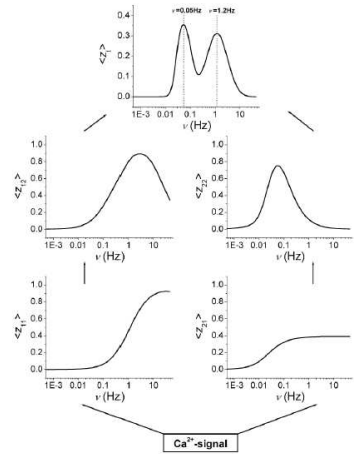 ν=0.05Hz ν=1.2Hz
0.4
0.3
0.2
0.1
0.0
<z_I>
1E-3 0.01 0.1 1 10
ν (Hz)
1.0
0.8
0.6
0.4
0.2
0.0
<z_12>
1E-3 0.01 0.1 1 10
ν (Hz)
1.0
0.8
0.6
0.4
0.2
0.0
<z_22>
1E-3 0.01 0.1 1 10
ν (Hz)
1.0
0.8
0.6
0.4
0.2
0.0
<z_11>
1E-3 0.01 0.1 1 10
ν (Hz)
1.0
0.8
0.6
0.4
0.2
0.0
<z_21>
1E-3 0.01 0.1 1 10
ν (Hz)
Ca²⁺-signal